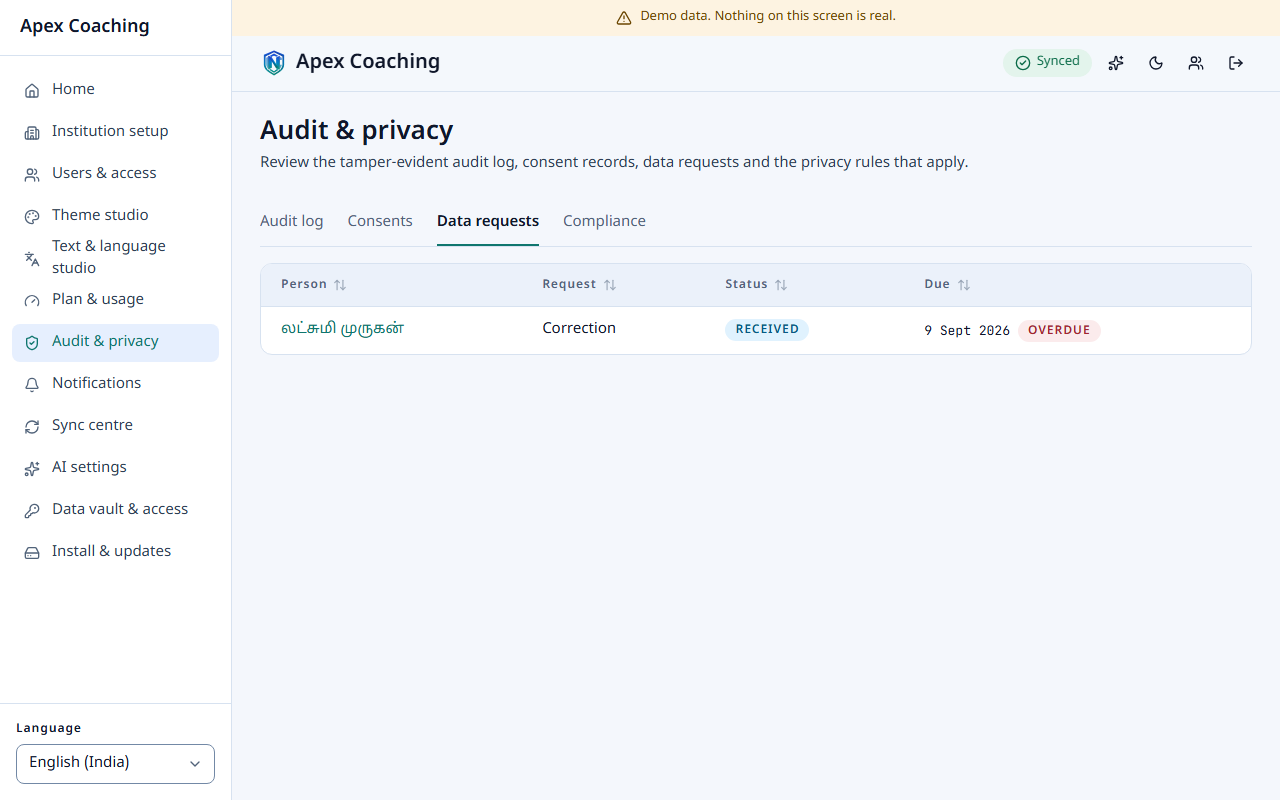 Apex Coaching
Home
Institution setup
Users & access
Theme studio
Text & language
studio
Plan & usage
Audit & privacy
Notifications
Sync centre
AI settings
Data vault & access
Install & updates
Language
English (India)
Demo data. Nothing on this screen is real.
Apex Coaching
Synced
Audit & privacy
Review the tamper-evident audit log, consent records, data requests and the privacy rules that apply.
Audit log Consents Data requests Compliance
Person Request Status Due
லட்சுமி முருகன் Correction RECEIVED 9 Sept 2026 OVERDUE